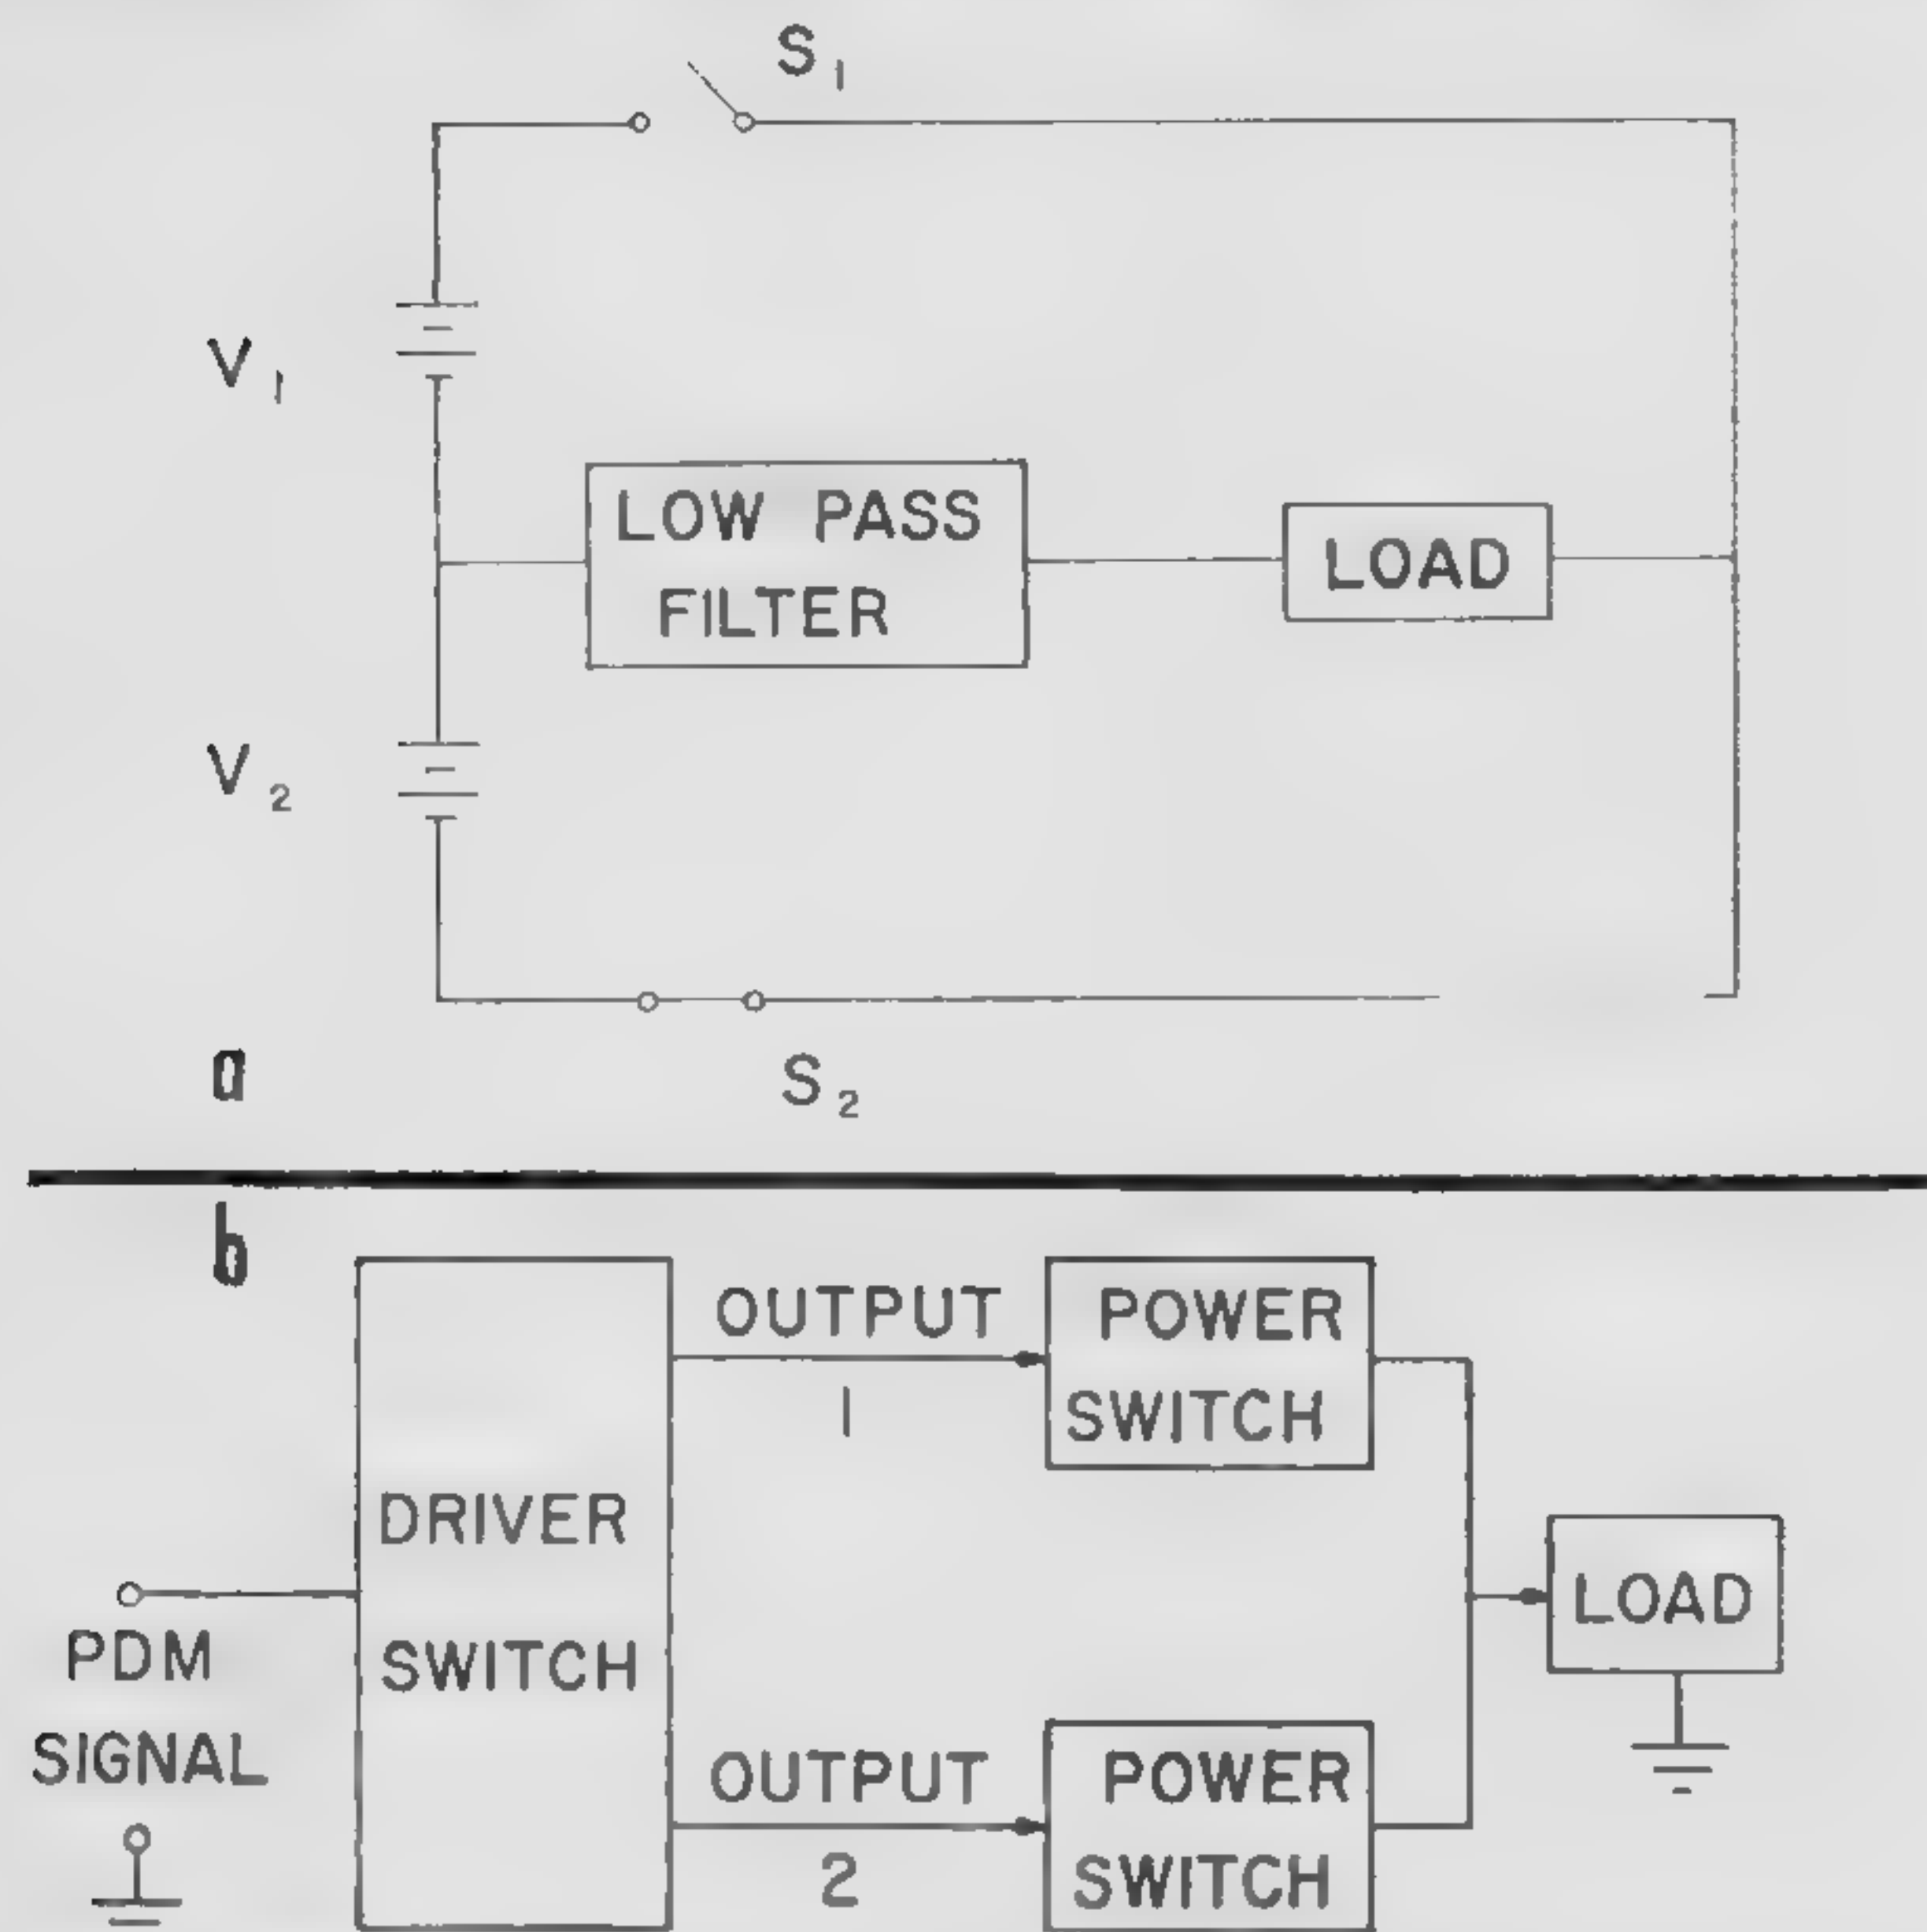 S₁
V₁
LOW PASS
FILTER
LOAD
V₂
S₂
a
b
OUTPUT
1
POWER
SWITCH
DRIVER
SWITCH
LOAD
PDM
SIGNAL
OUTPUT
2
POWER
SWITCH